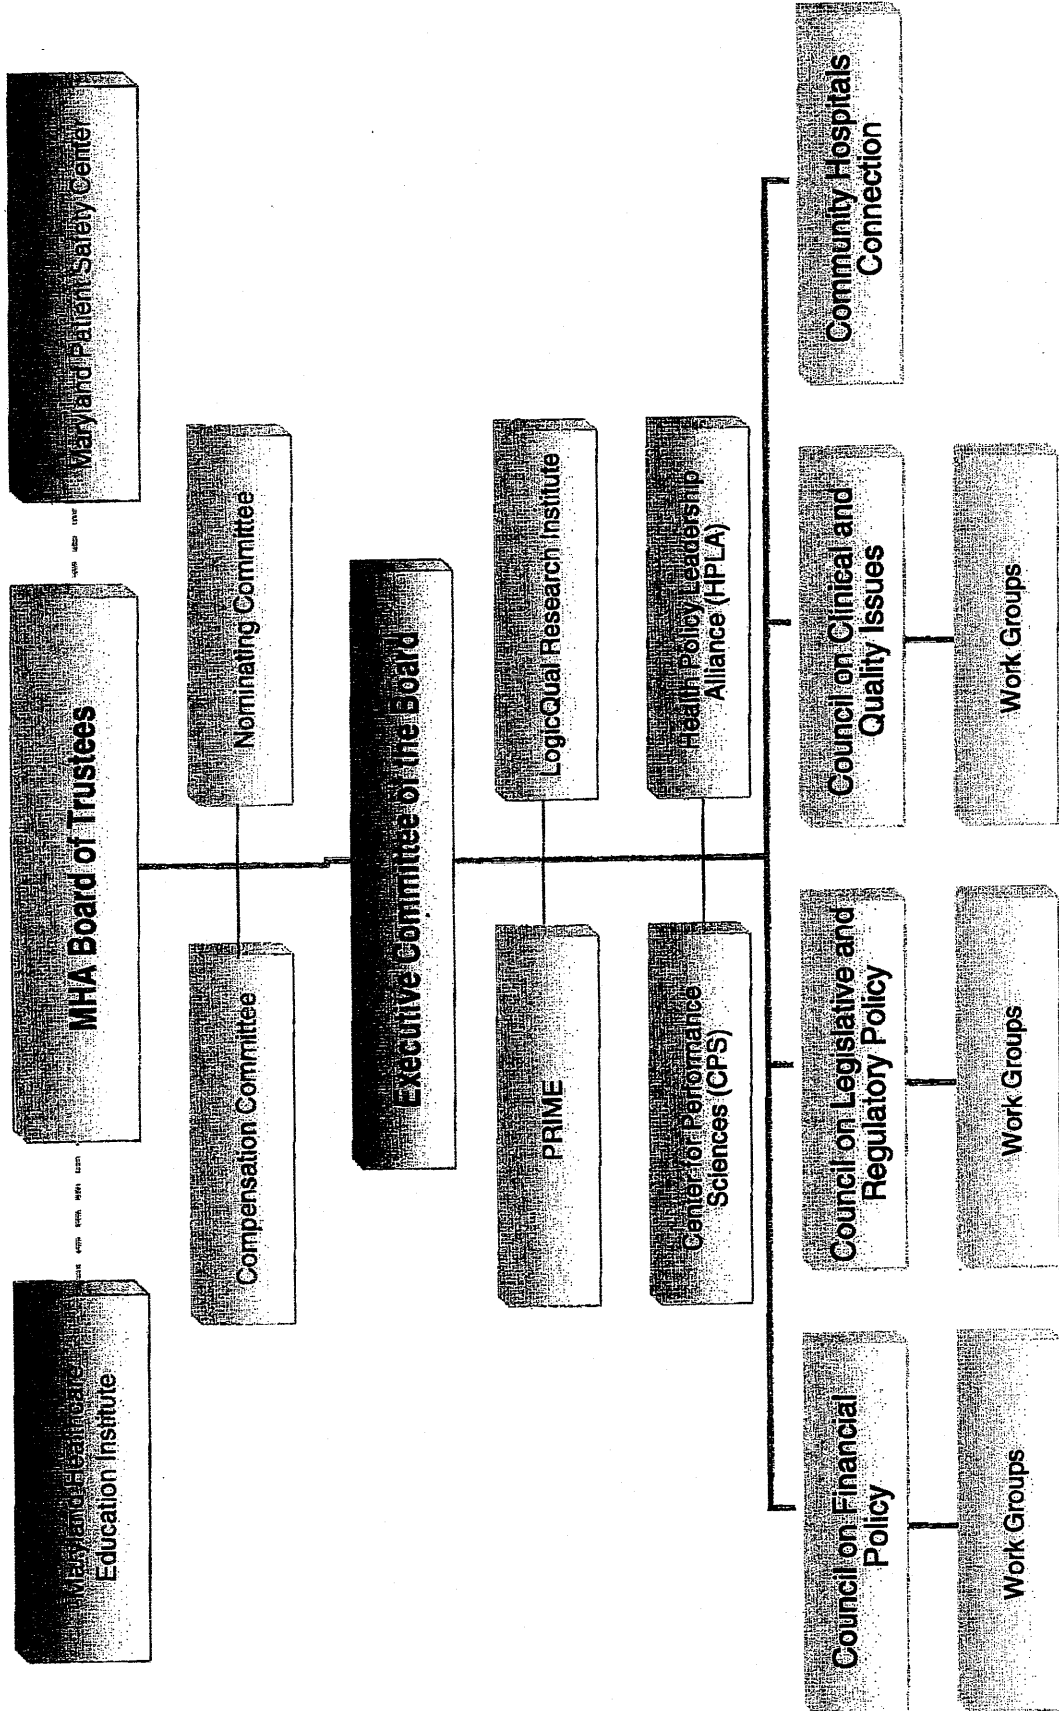 Maryland Healthcare
Education Institute
MHA Board of Trustees
Maryland Patient Safety Center
Compensation Committee
Nominating Committee
Executive Committee of the Board
PRIME
LogicQual Research Institute
Center for Performance
Sciences (CPS)
Health Policy Leadership
Alliance (HPLA)
Council on Financial
Policy
Council on Legislative and
Regulatory Policy
Council on Clinical and
Quality Issues
Community Hospitals
Connection
Work Groups
Work Groups
Work Groups